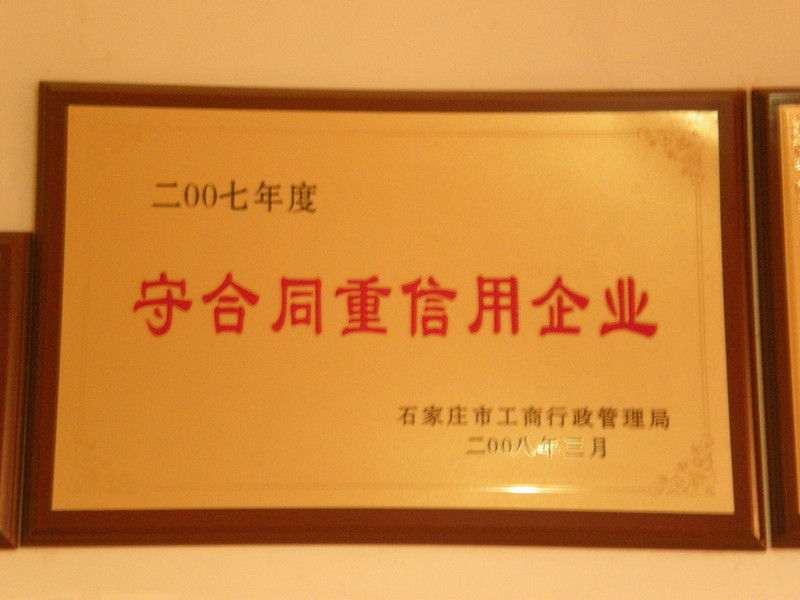 二00七年度
守合同重信用企业
石家庄市工商行政管理局
二00八年三月